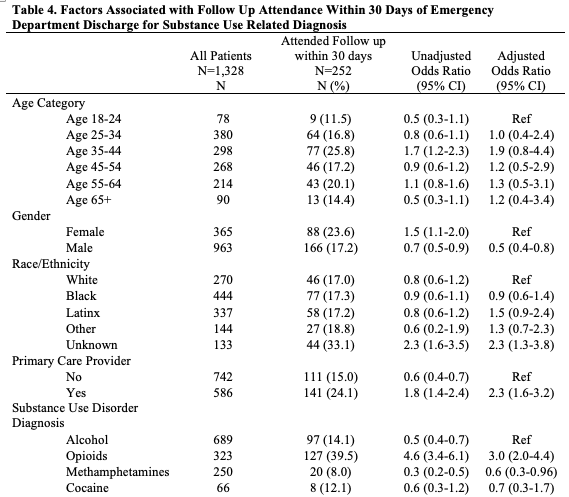 Table 4. Factors Associated with Follow Up Attendance Within 30 Days of Emergency
Department Discharge for Substance Use Related Diagnosis
All Patients N=1,328 N Attended Follow up within 30 days N=252 N (%) Unadjusted Odds Ratio (95% CI) Adjusted Odds Ratio (95% CI)
Age Category
Age 18-24 78 9 (11.5) 0.5 (0.3-1.1) Ref
Age 25-34 380 64 (16.8) 0.8 (0.6-1.1) 1.0 (0.4-2.4)
Age 35-44 298 77 (25.8) 1.7 (1.2-2.3) 1.9 (0.8-4.4)
Age 45-54 268 46 (17.2) 0.9 (0.6-1.2) 1.2 (0.5-2.9)
Age 55-64 214 43 (20.1) 1.1 (0.8-1.6) 1.3 (0.5-3.1)
Age 65+ 90 13 (14.4) 0.5 (0.3-1.1) 1.2 (0.4-3.4)
Gender
Female 365 88 (23.6) 1.5 (1.1-2.0) Ref
Male 963 166 (17.2) 0.7 (0.5-0.9) 0.5 (0.4-0.8)
Race/Ethnicity
White 270 46 (17.0) 0.8 (0.6-1.2) Ref
Black 444 77 (17.3) 0.9 (0.6-1.1) 0.9 (0.6-1.4)
Latinx 337 58 (17.2) 0.8 (0.6-1.2) 1.5 (0.9-2.4)
Other 144 27 (18.8) 0.6 (0.2-1.9) 1.3 (0.7-2.3)
Unknown 133 44 (33.1) 2.3 (1.6-3.5) 2.3 (1.3-3.8)
Primary Care Provider
No 742 111 (15.0) 0.6 (0.4-0.7) Ref
Yes 586 141 (24.1) 1.8 (1.4-2.4) 2.3 (1.6-3.2)
Substance Use Disorder
Diagnosis
Alcohol 689 97 (14.1) 0.5 (0.4-0.7) Ref
Opioids 323 127 (39.5) 4.6 (3.4-6.1) 3.0 (2.0-4.4)
Methamphetamines 250 20 (8.0) 0.3 (0.2-0.5) 0.6 (0.3-0.96)
Cocaine 66 8 (12.1) 0.6 (0.3-1.2) 0.7 (0.3-1.7)